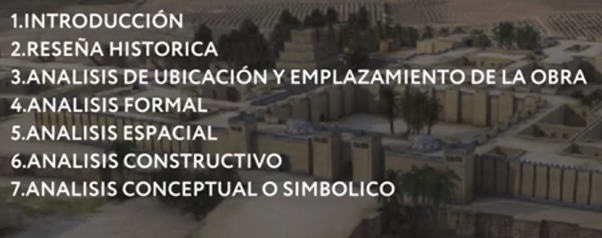 1.INTRODUCCIÓN
2.RESEÑA HISTORICA
3.ANALISIS DE UBICACIÓN Y EMPLAZAMIENTO DE LA OBRA
4.ANALISIS FORMAL
5.ANALISIS ESPACIAL
6.ANALISIS CONSTRUCTIVO
7.ANALISIS CONCEPTUAL O SIMBOLICO